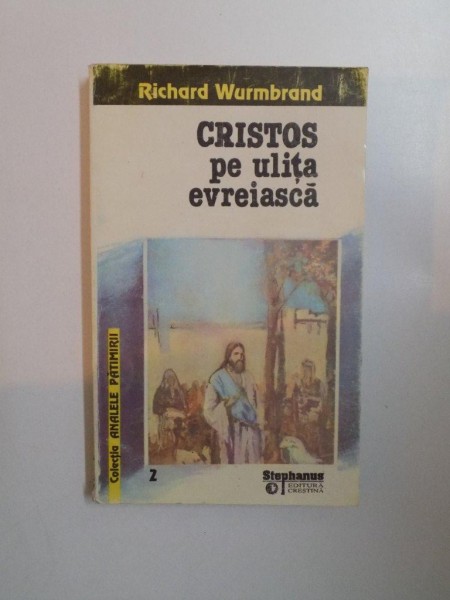 Richard Wurmbrand
CRISTOS
pe ulița
evreiască
Colecția ANALELE PĂTIMIRII
2
Stephanus
EDITURA
CREȘTINĂ